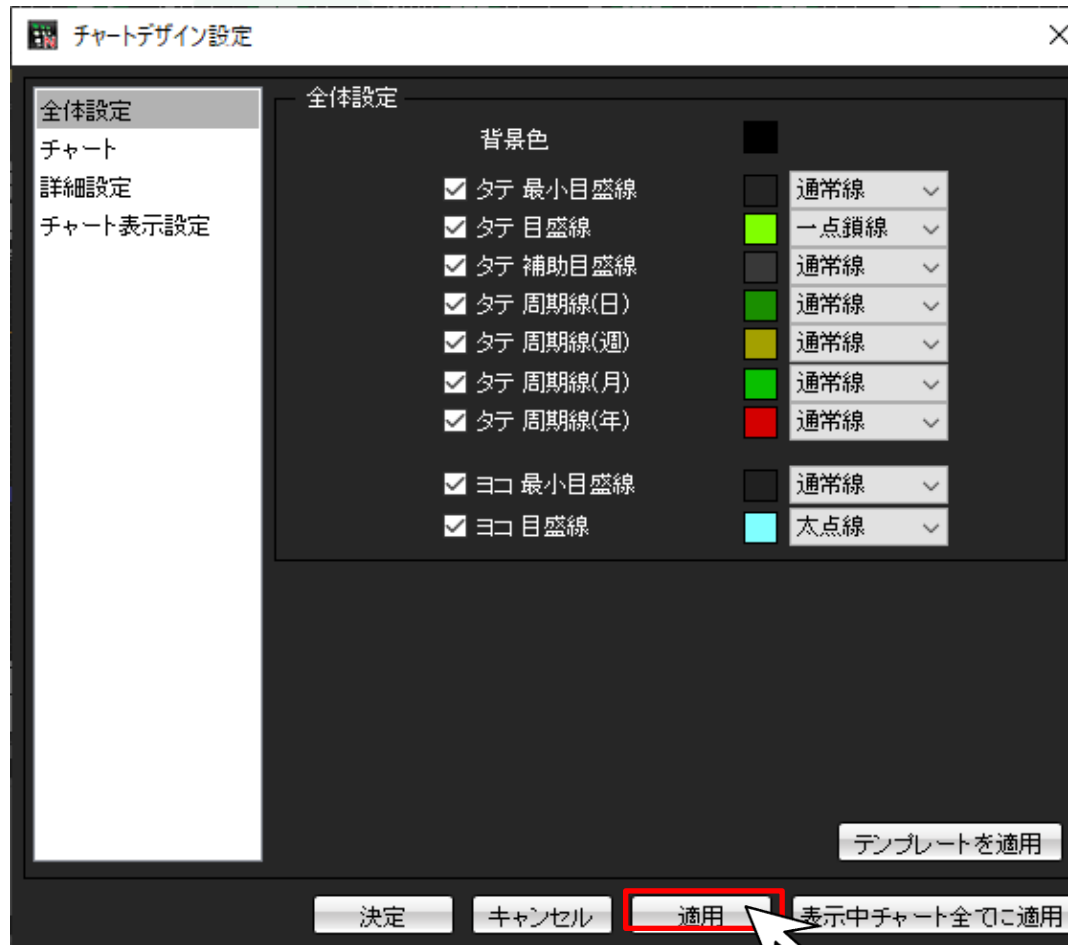 チャートデザイン設定
全体設定
チャート
詳細設定
チャート表示設定
全体設定
背景色
タテ 最小目盛線 通常線
タテ 目盛線 一点鎖線
タテ 補助目盛線 通常線
タテ 周期線(日) 通常線
タテ 周期線(週) 通常線
タテ 周期線(月) 通常線
タテ 周期線(年) 通常線
ヨコ 最小目盛線 通常線
ヨコ 目盛線 太点線
テンプレートを適用
決定 キャンセル 適用 表示中チャート全てに適用